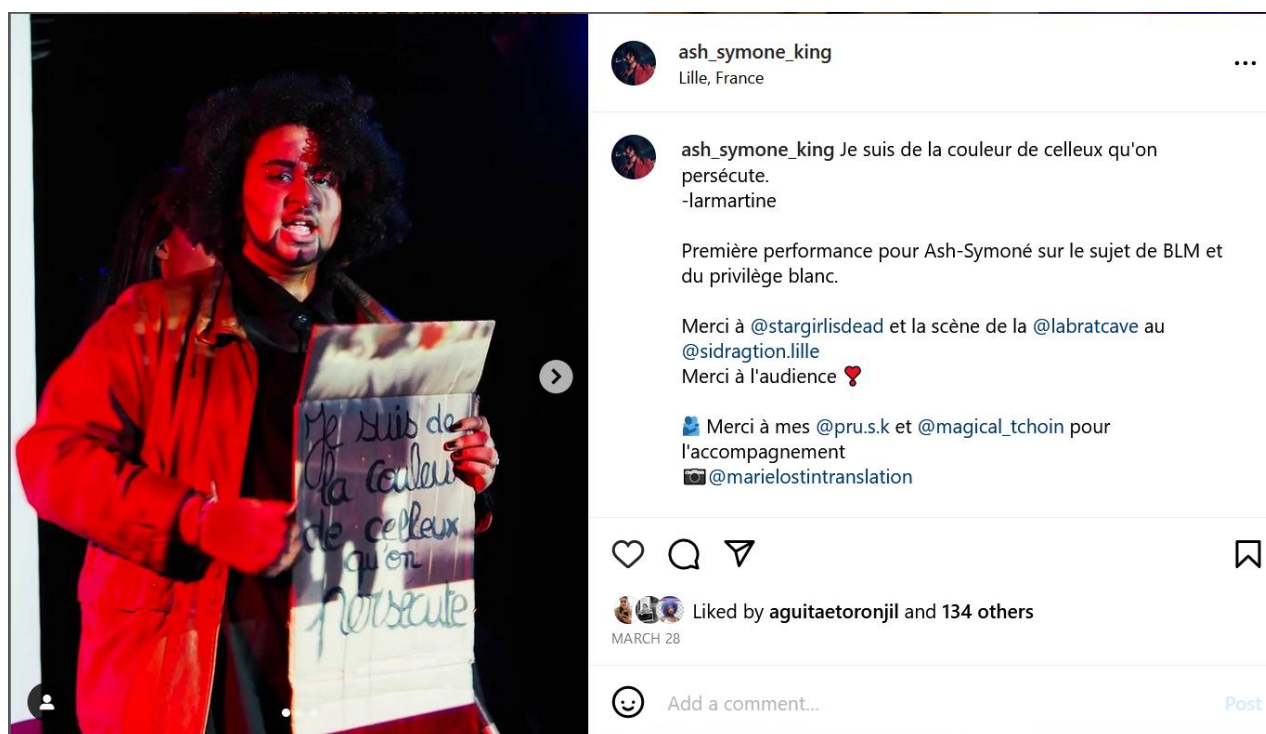 Je suis de
la couleur
de celleux
qu'on
persécute
ash_symone_king
Lille, France
ash_symone_king Je suis de la couleur de celleux qu'on
persécute.
-larmartine
Première performance pour Ash-Symoné sur le sujet de BLM et
du privilège blanc.
Merci à @stargirlisdead et la scène de la @labratcave au
@sidragtion.lille
Merci à l'audience ❣️
🫂 Merci à mes @pru.s.k et @magical_tchoin pour
l'accompagnement
📷@marielostintranslation
Liked by aguitaetoronjil and 134 others
MARCH 28
Add a comment...
Post